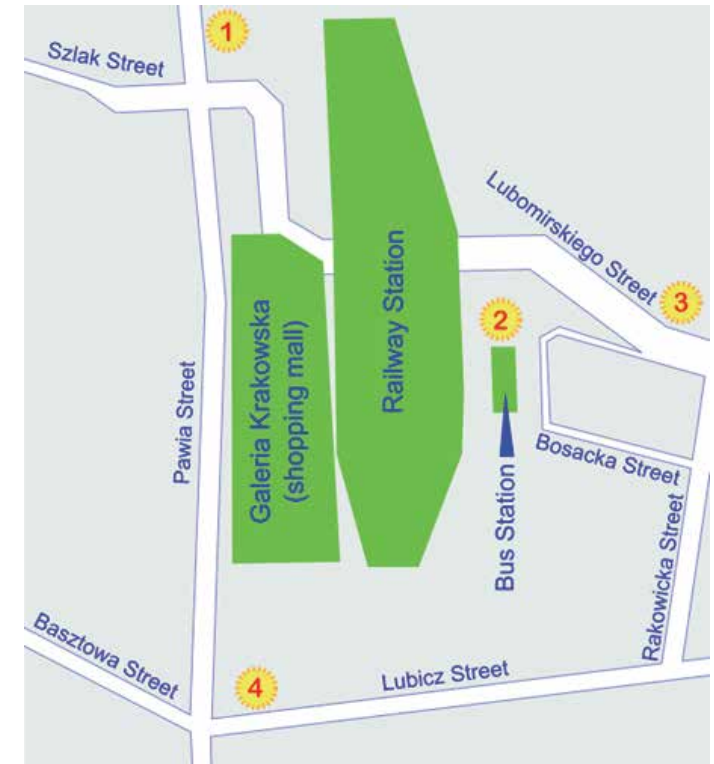 1
Szlak Street
Lubomirskiego Street
3
2
Railway Station
Galeria Krakowska
(shopping mall)
Pawia Street
Bosacka Street
Bus Station
Rakowicka Street
Basztowa Street
4
Lubicz Street